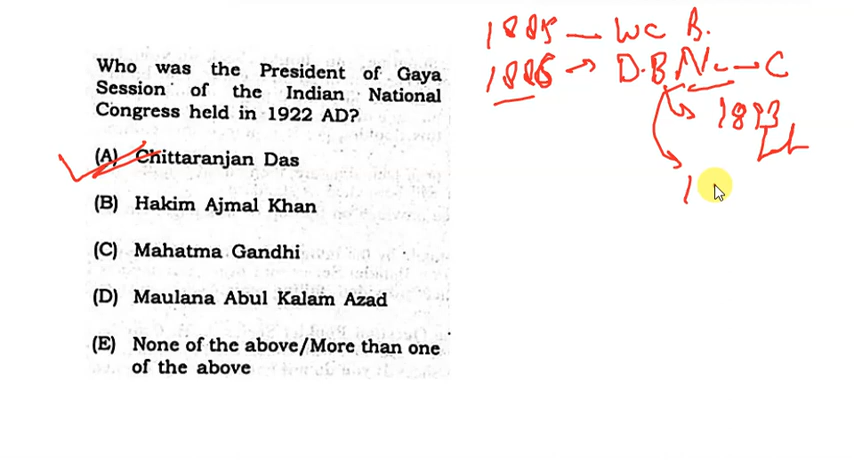 Who was the President of Gaya
Session of the Indian National
Congress held in 1922 AD?
(A) Chittaranjan Das
(B) Hakim Ajmal Khan
(C) Mahatma Gandhi
(D) Maulana Abul Kalam Azad
(E) None of the above/More than one
of the above
1885 — WC B.
1886 → D.B N. — C
1893
1